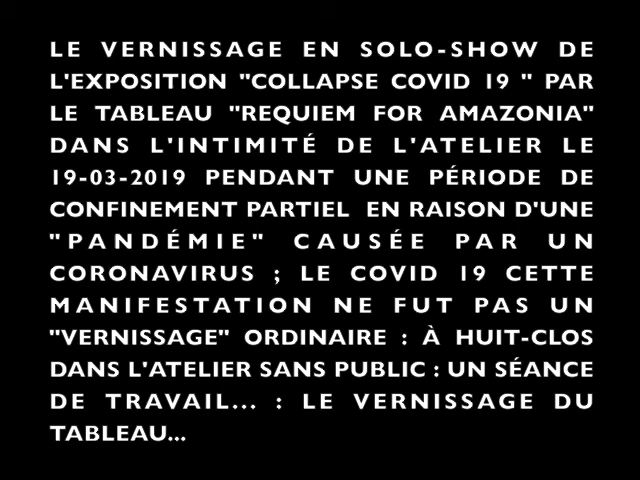 LE VERNISSAGE EN SOLO-SHOW DE
L'EXPOSITION "COLLAPSE COVID 19 " PAR
LE TABLEAU "REQUIEM FOR AMAZONIA"
DANS L'INTIMITÉ DE L'ATELIER LE
19-03-2019 PENDANT UNE PÉRIODE DE
CONFINEMENT PARTIEL EN RAISON D'UNE
"PANDÉMIE" CAUSÉE PAR UN
CORONAVIRUS ; LE COVID 19 CETTE
MANIFESTATION NE FUT PAS UN
"VERNISSAGE" ORDINAIRE : À HUIT-CLOS
DANS L'ATELIER SANS PUBLIC : UN SÉANCE
DE TRAVAIL... : LE VERNISSAGE DU
TABLEAU...